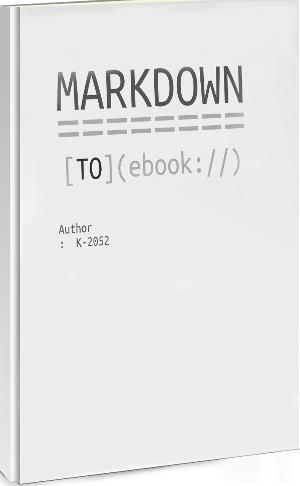 MARKDOWN
========
[TO](ebook://)
Author
: K-2052